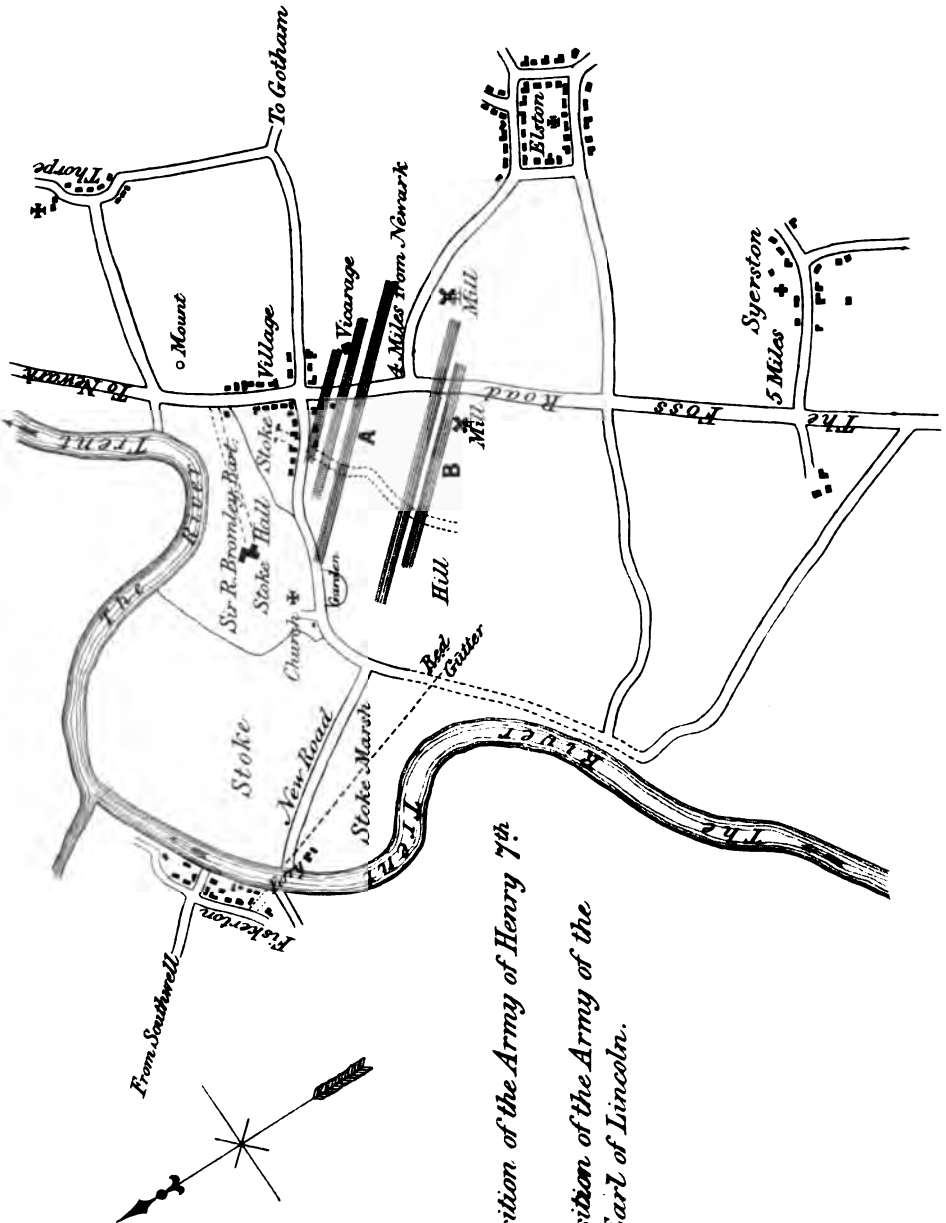 To Gotham
Thorpe
Mount
To Newark
Village
Vicarage
4 Miles from Newark
Elston
Mill
The River Trent
Sir R. Bromley Bart.
Stoke Hall
Stoke
A
Road
Foss
The
Mill
B
Syerston
5 Miles
Garden
Church
Hill
Red
Gutter
Stoke
New Road
Stoke Marsh
The River Trent
Ferry
Fiskerton
From Southwell
ition of the Army of Henry 7th
sition of the Army of the
Earl of Lincoln.